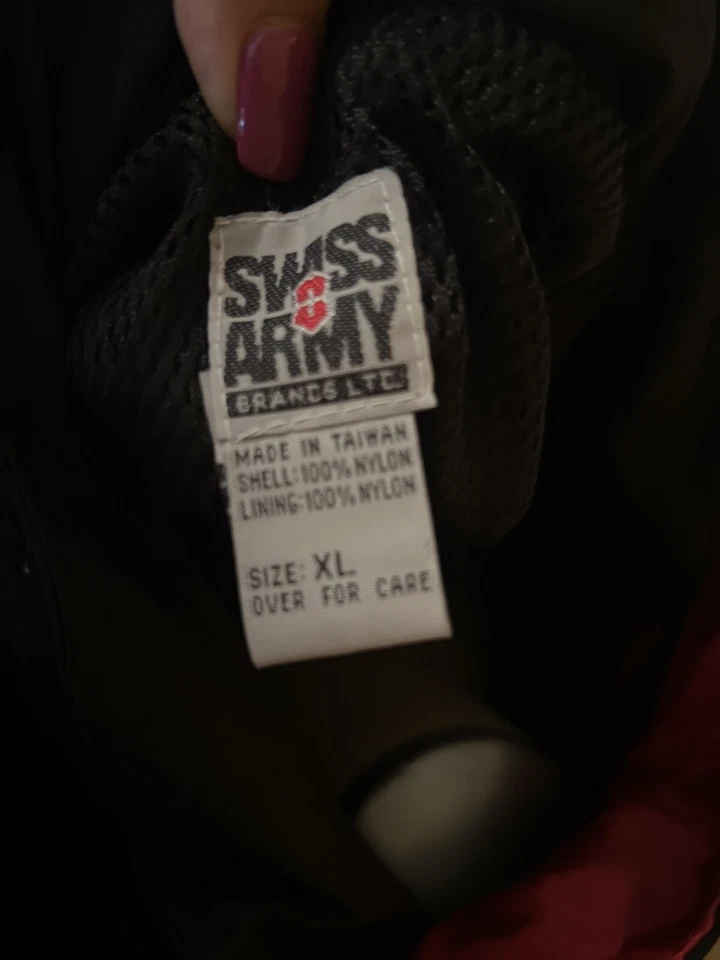 SWISS
ARMY
BRANDS LTD.
MADE IN TAIWAN
SHELL:100% NYLON
LINING:100% NYLON
SIZE: XL
OVER FOR CARE